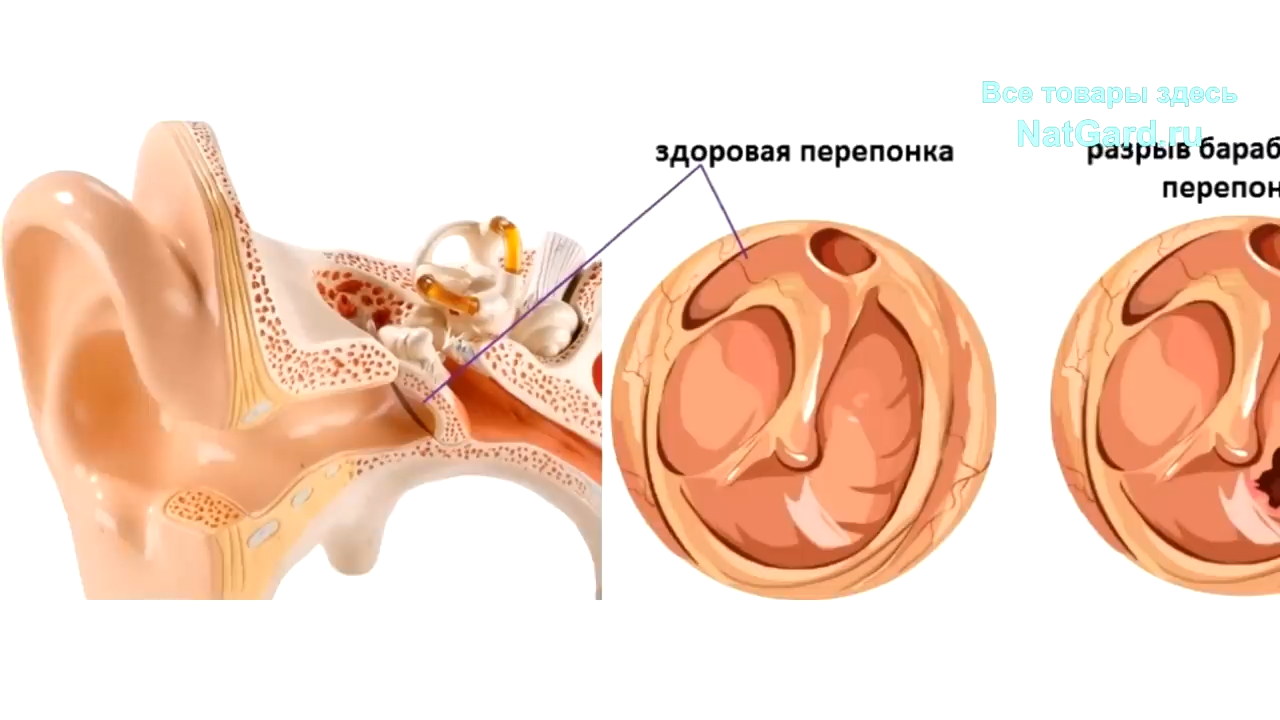 Все товары здесь
NatGard.ru
здоровая перепонка
разрыв бараб
перепон